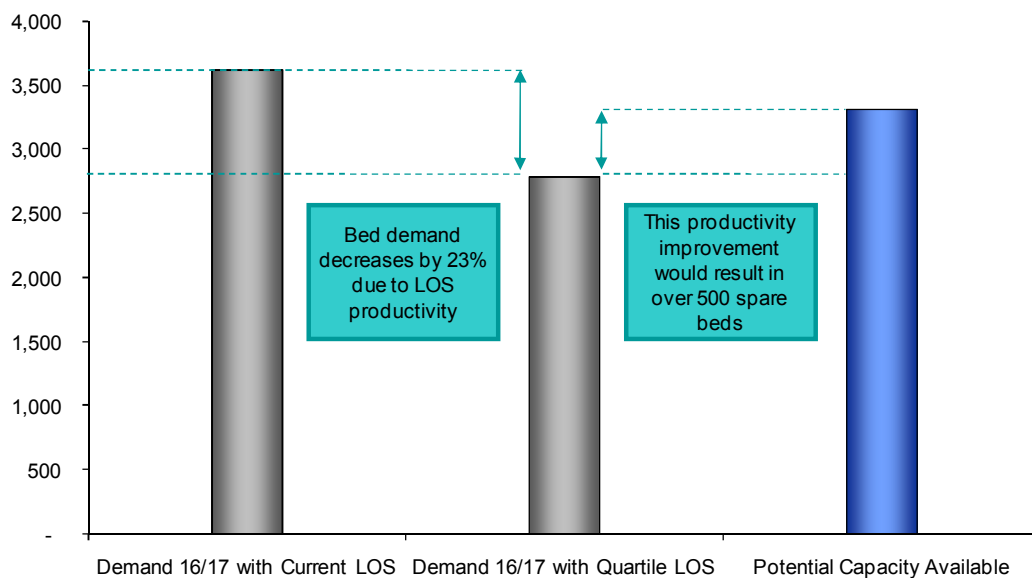 4,000
3,500
3,000
2,500
2,000
1,500
1,000
500
-
Bed demand
decreases by 23%
due to LOS
productivity
This productivity
improvement
would result in
over 500 spare
beds
Demand 16/17 with Current LOS
Demand 16/17 with Quartile LOS
Potential Capacity Available